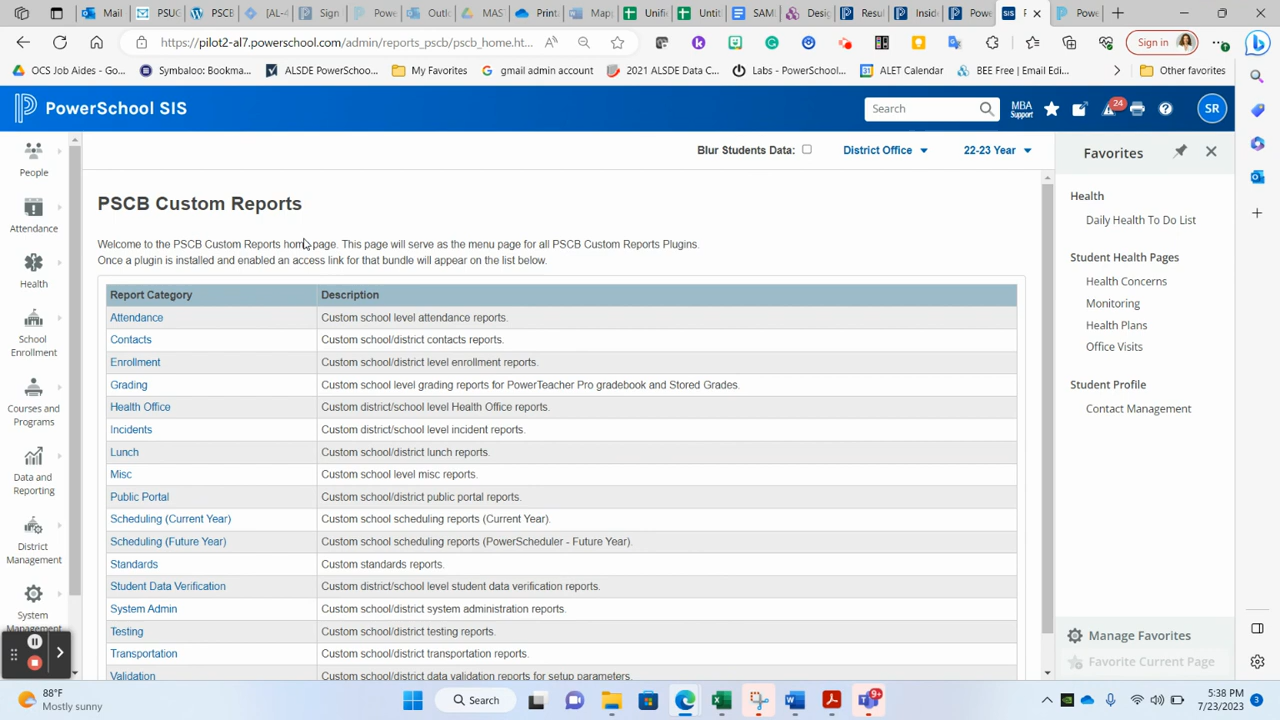 Mail
PSUG
PSCB
[AL-4
Sign
Powe
Outlo
MAST
Printa
Mapp
Unifie
Untit
SAM
Desig
Resul
Insid
Powe
P
Powe
https://pilot2-al7.powerschool.com/admin/reports_pscb/pscb_home.ht...
Sign in
OCS Job Aides - Go...
Symbaloo: Bookma...
ALSDE PowerSchoo...
My Favorites
gmail admin account
2021 ALSDE Data C...
Labs - PowerSchool...
ALET Calendar
BEE Free | Email Edi...
Other favorites
PowerSchool SIS
Search
MBA
Support
24
SR
People
Attendance
Health
School
Enrollment
Courses and
Programs
Data and
Reporting
District
Management
System
Management
Blur Students Data:
District Office
22-23 Year
PSCB Custom Reports
Welcome to the PSCB Custom Reports home page. This page will serve as the menu page for all PSCB Custom Reports Plugins.
Once a plugin is installed and enabled an access link for that bundle will appear on the list below.
Report Category Description
Attendance Custom school level attendance reports.
Contacts Custom school/district contacts reports.
Enrollment Custom school/district level enrollment reports.
Grading Custom school level grading reports for PowerTeacher Pro gradebook and Stored Grades.
Health Office Custom district/school level Health Office reports.
Incidents Custom district/school level incident reports.
Lunch Custom school/district lunch reports.
Misc Custom school level misc reports.
Public Portal Custom school/district public portal reports.
Scheduling (Current Year) Custom school scheduling reports (Current Year).
Scheduling (Future Year) Custom school scheduling reports (PowerScheduler - Future Year).
Standards Custom standards reports.
Student Data Verification Custom district/school level student data verification reports.
System Admin Custom school/district system administration reports.
Testing Custom school/district testing reports.
Transportation Custom school/district transportation reports.
Validation Custom school/district data validation reports for setup parameters.
Favorites
Health
Daily Health To Do List
Student Health Pages
Health Concerns
Monitoring
Health Plans
Office Visits
Student Profile
Contact Management
Manage Favorites
Favorite Current Page
88°F
Mostly sunny
Search
9+
5:38 PM
7/23/2023
3